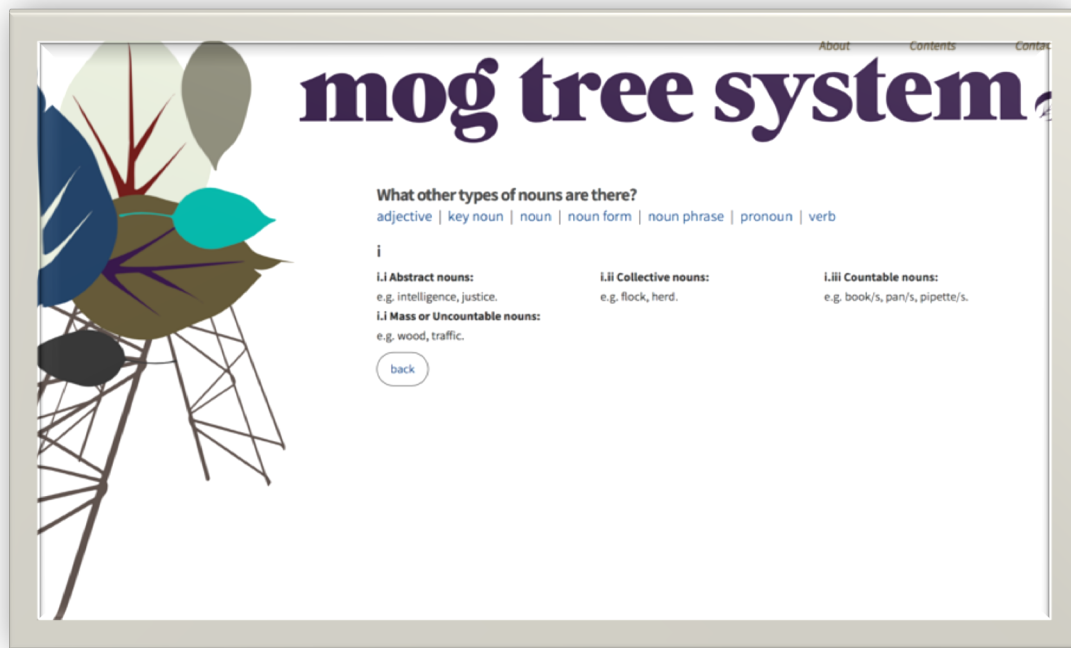 About Contents
mog tree system
What other types of nouns are there?
adjective | key noun | noun | noun form | noun phrase | pronoun | verb
i
i.i Abstract nouns: i.ii Collective nouns: i.iii Countable nouns:
e.g. intelligence, justice. e.g. flock, herd. e.g. book/s, pan/s, pipette/s.
i.i Mass or Uncountable nouns:
e.g. wood, traffic.
back